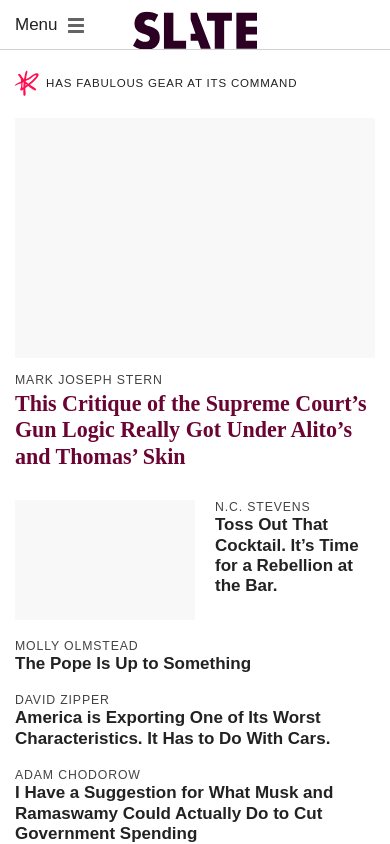 Menu
SLATE
HAS FABULOUS GEAR AT ITS COMMAND
MARK JOSEPH STERN
This Critique of the Supreme Court’s
Gun Logic Really Got Under Alito’s
and Thomas’ Skin
N.C. STEVENS
Toss Out That
Cocktail. It’s Time
for a Rebellion at
the Bar.
MOLLY OLMSTEAD
The Pope Is Up to Something
DAVID ZIPPER
America is Exporting One of Its Worst
Characteristics. It Has to Do With Cars.
ADAM CHODOROW
I Have a Suggestion for What Musk and
Ramaswamy Could Actually Do to Cut
Government Spending